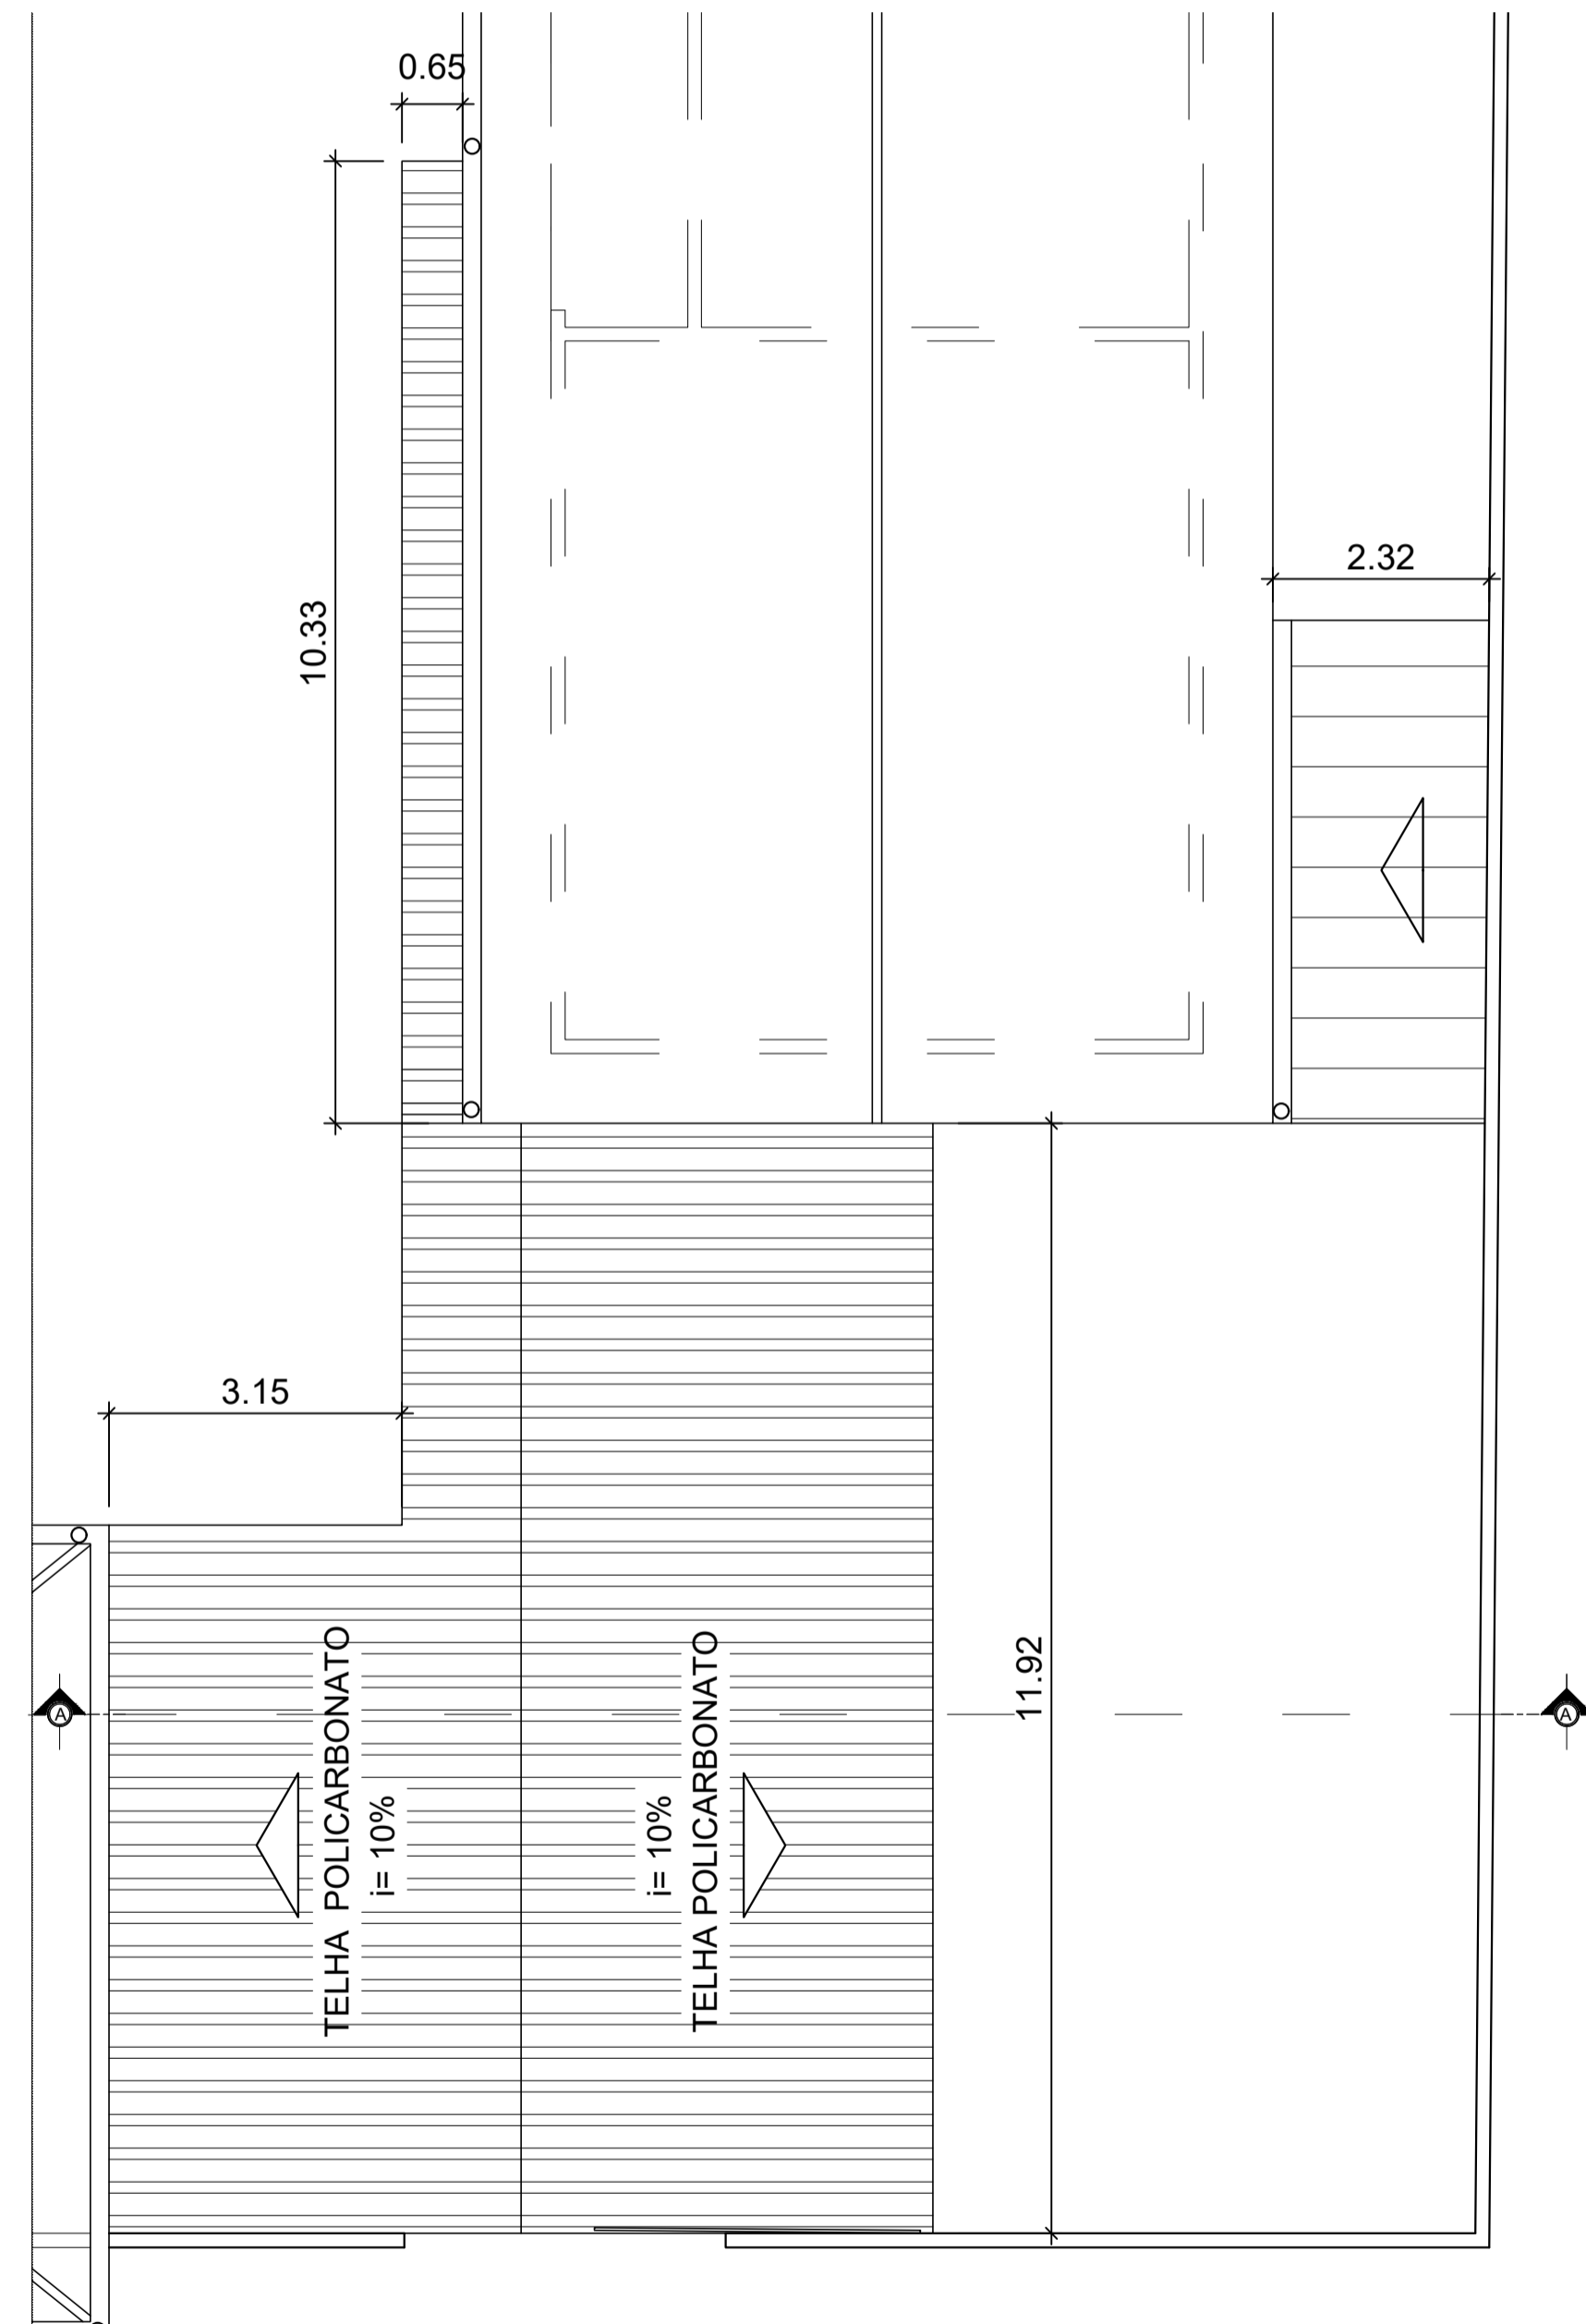 0.65
10.33
2.32
3.15
11.92
TELHA POLICARBONATO
i= 10%
i= 10%
TELHA POLICARBONATO
A
A